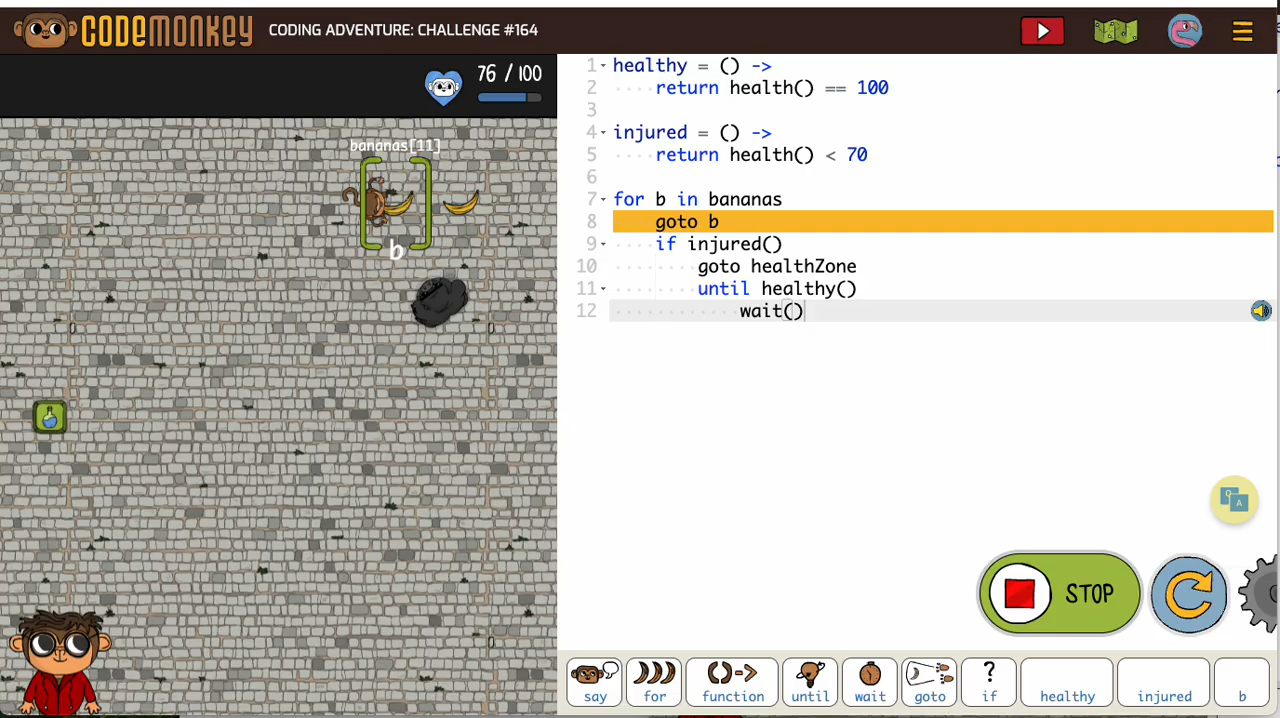 CODEMONKEY CODING ADVENTURE: CHALLENGE #164
76 / 100
bananas[11]
b
1 healthy = () ->
2 return health() == 100
3
4 injured = () ->
5 return health() < 70
6
7 for b in bananas
8 goto b
9 if injured()
10 goto healthZone
11 until healthy()
12 wait()
Q A
STOP
say for function until wait goto if healthy injured b